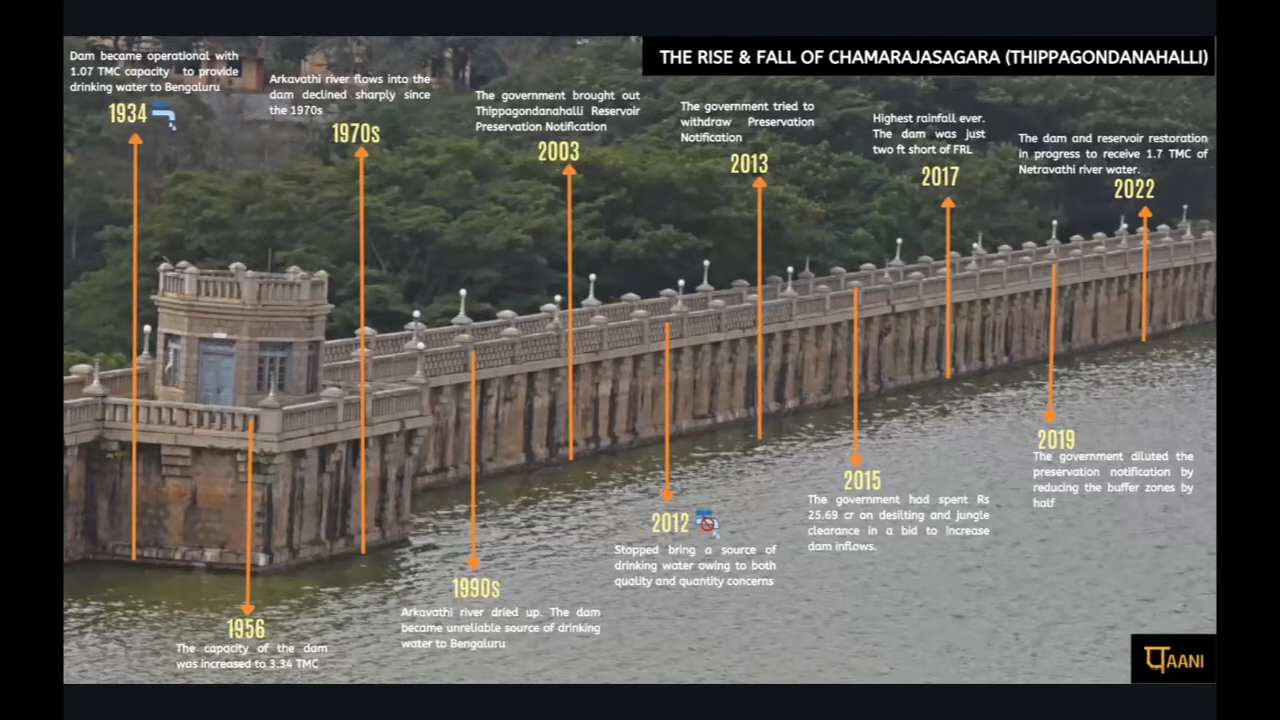 THE RISE & FALL OF CHAMARAJASAGARA (THIPPAGONDANAHALLI)
Dam became operational with
1.07 TMC capacity to provide
drinking water to Bengaluru
1934
1956
The capacity of the dam
was increased to 3.34 TMC
Arkavathi river flows into the
dam declined sharply since
the 1970s
1970s
1990s
Arkavathi river dried up. The dam
became unreliable source of drinking
water to Bengaluru
The government brought out
Thippagondanahalli Reservoir
Preservation Notification
2003
2012
Stopped bring a source of
drinking water owing to both
quality and quantity concerns
The government tried to
withdraw Preservation
Notification
2013
2015
The government had spent Rs
25.69 cr on desilting and jungle
clearance in a bid to increase
dam inflows.
Highest rainfall ever.
The dam was just
two ft short of FRL
2017
2019
The government diluted the
preservation notification by
reducing the buffer zones by
half
The dam and reservoir restoration
in progress to receive 1.7 TMC of
Netravathi river water.
2022
पAANI